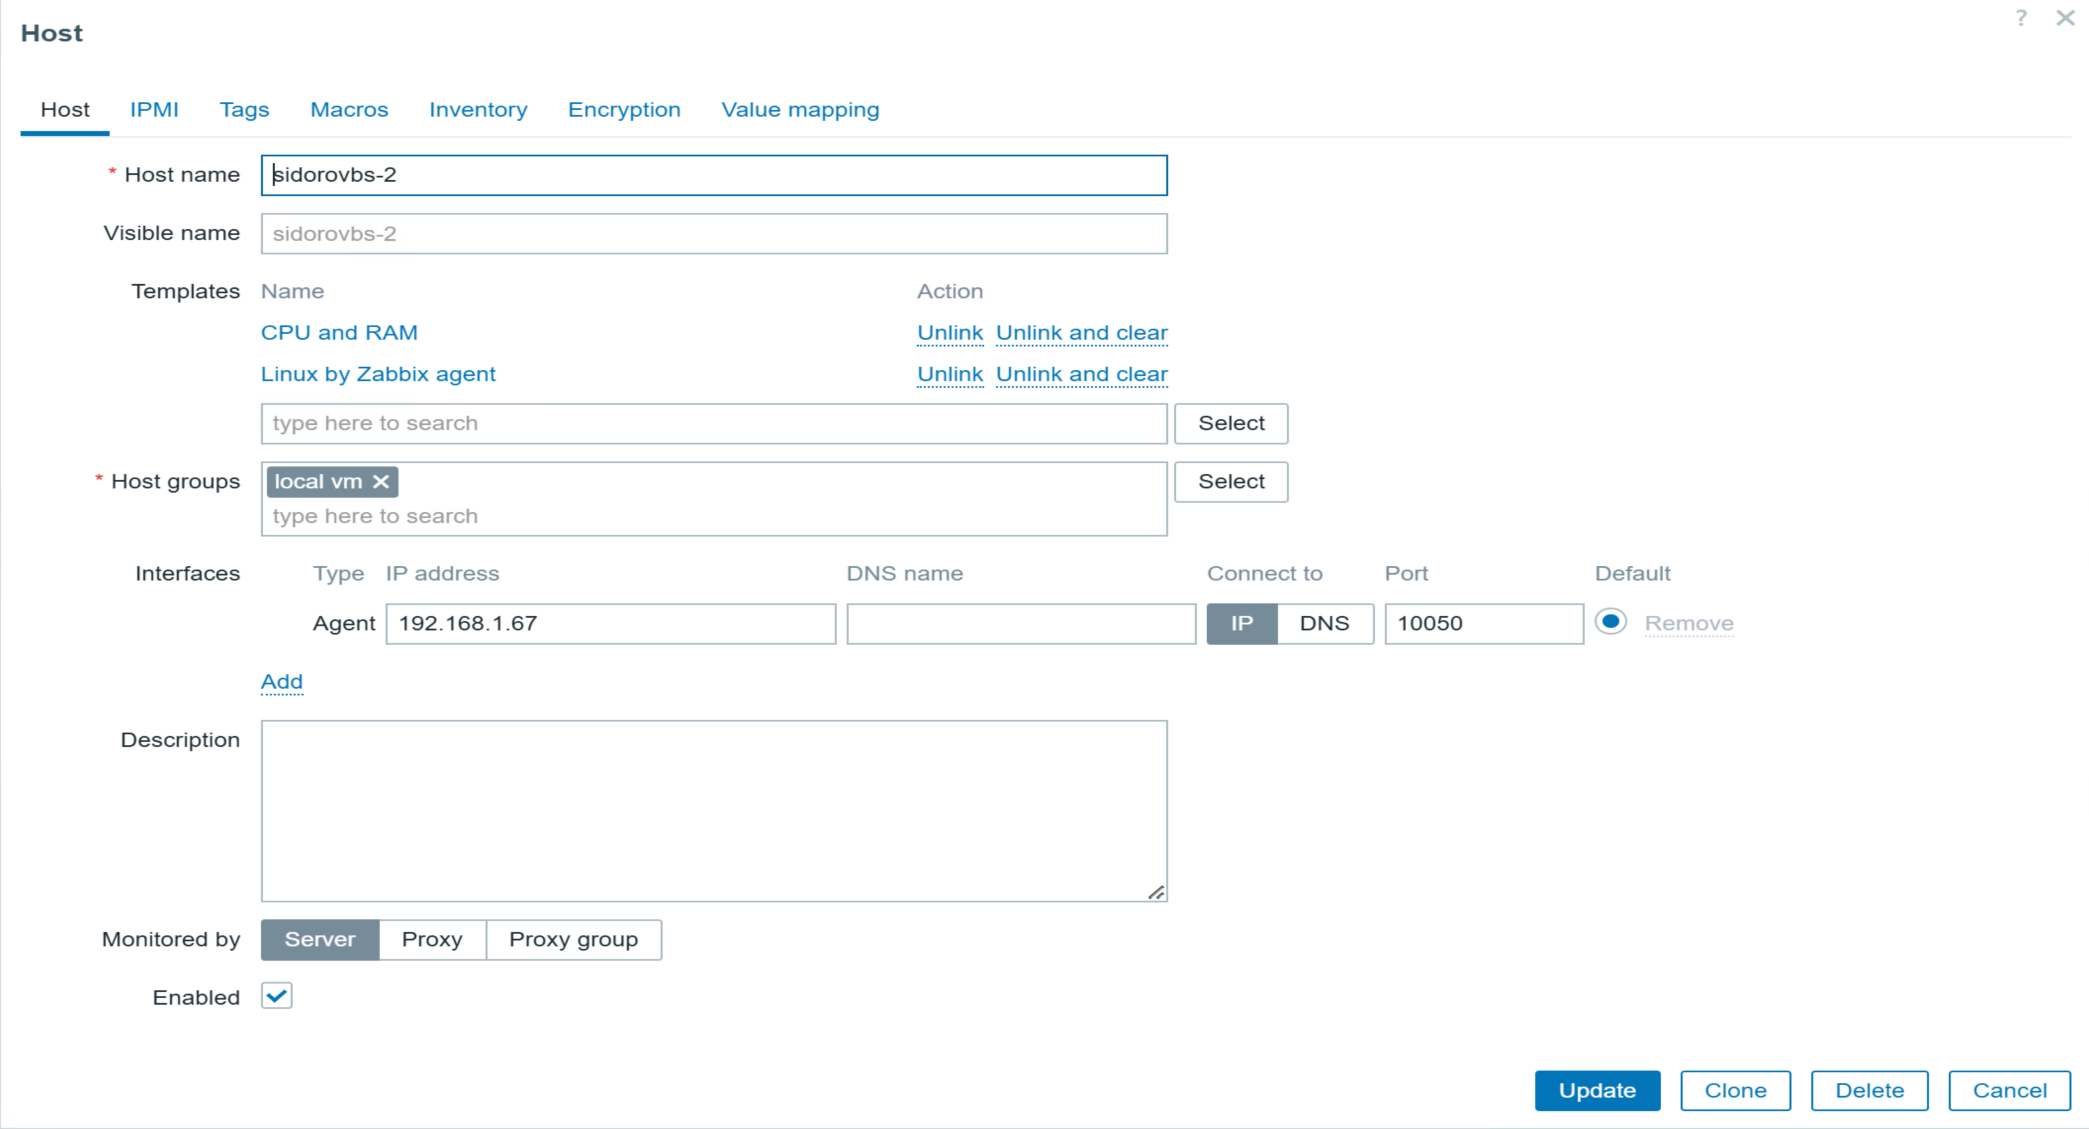 ?
Host
Host IPMI Tags Macros Inventory Encryption Value mapping
* Host name sidorovbs-2
Visible name sidorovbs-2
Templates Name Action
CPU and RAM Unlink Unlink and clear
Linux by Zabbix agent Unlink Unlink and clear
type here to search Select
* Host groups local vm Select
type here to search
Interfaces Type IP address DNS name Connect to Port Default
Agent 192.168.1.67 IP DNS 10050 Remove
Add
Description
Monitored by Server Proxy Proxy group
Enabled
Update Clone Delete Cancel